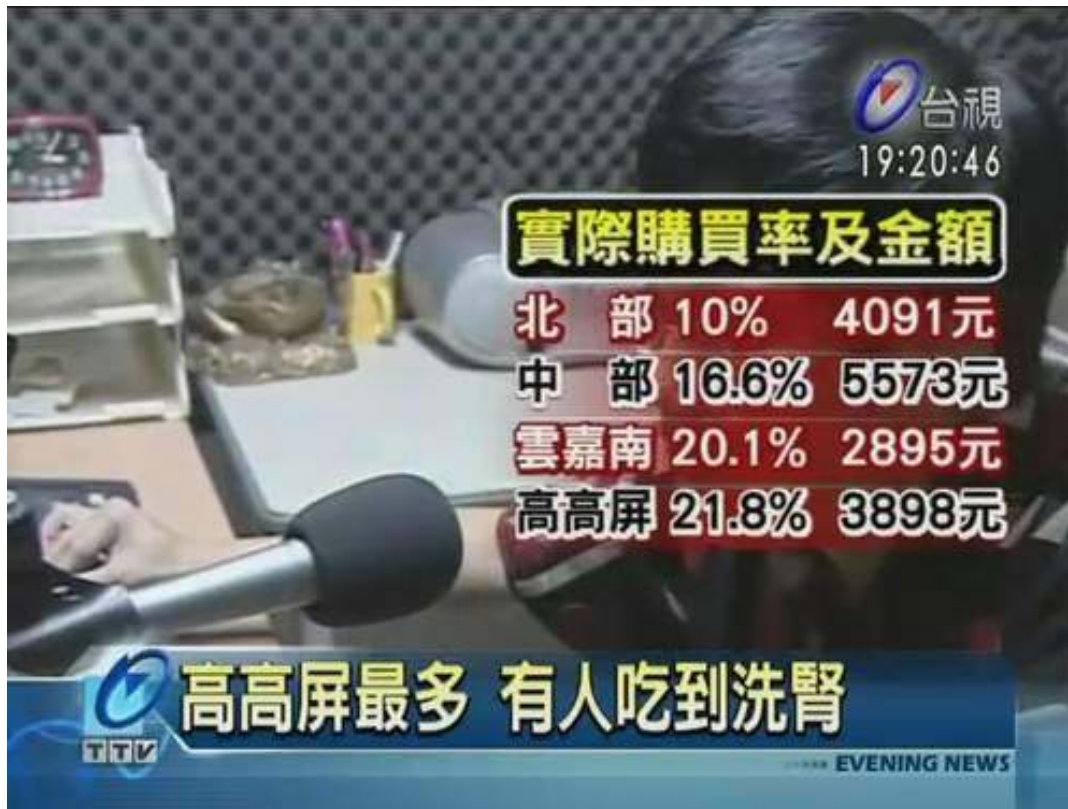 台視
19:20:46
實際購買率及金額
北 部 10% 4091元
中 部 16.6% 5573元
雲嘉南 20.1% 2895元
高高屏 21.8% 3898元
高高屏最多 有人吃到洗腎
TTV
EVENING NEWS